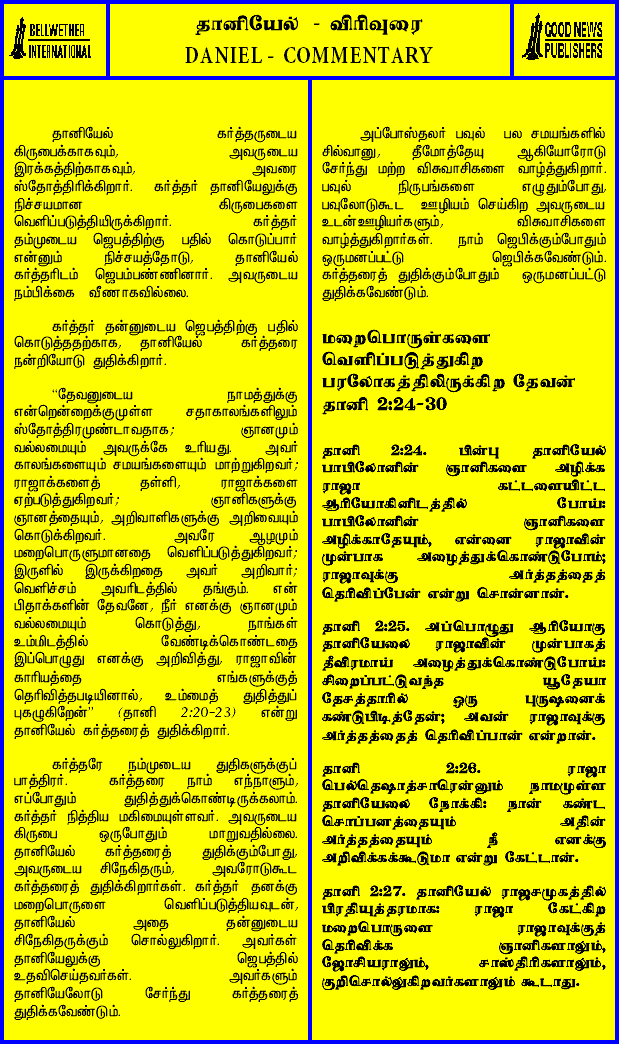 BELLWETHER
INTERNATIONAL
தானியேல் - விரிவுரை
DANIEL - COMMENTARY
GOOD NEWS
PUBLISHERS
தானியேல் கர்த்தருடைய
கிருபைக்காகவும், அவருடைய
இரக்கத்திற்காகவும், அவரை
ஸ்தோத்திரிக்கிறார். கர்த்தர் தானியேலுக்கு
நிச்சயமான கிருபைகளை
வெளிப்படுத்தியிருக்கிறார். கர்த்தர்
தம்முடைய ஜெபத்திற்கு பதில் கொடுப்பார்
என்னும் நிச்சயத்தோடு, தானியேல்
கர்த்தரிடம் ஜெபம்பண்ணினார். அவருடைய
நம்பிக்கை வீணாகவில்லை.
கர்த்தர் தன்னுடைய ஜெபத்திற்கு பதில்
கொடுத்ததற்காக, தானியேல் கர்த்தரை
நன்றியோடு துதிக்கிறார்.
“தேவனுடைய நாமத்துக்கு
என்றென்றைக்குமுள்ள சதாகாலங்களிலும்
ஸ்தோத்திரமுண்டாவதாக; ஞானமும்
வல்லமையும் அவருக்கே உரியது. அவர்
காலங்களையும் சமயங்களையும் மாற்றுகிறவர்;
ராஜாக்களைத் தள்ளி, ராஜாக்களை
ஏற்படுத்துகிறவர்; ஞானிகளுக்கு
ஞானத்தையும், அறிவாளிகளுக்கு அறிவையும்
கொடுக்கிறவர். அவரே ஆழமும்
மறைபொருளுமானதை வெளிப்படுத்துகிறவர்;
இருளில் இருக்கிறதை அவர் அறிவார்;
வெளிச்சம் அவரிடத்தில் தங்கும். என்
பிதாக்களின் தேவனே, நீர் எனக்கு ஞானமும்
வல்லமையும் கொடுத்து, நாங்கள்
உம்மிடத்தில் வேண்டிக்கொண்டதை
இப்பொழுது எனக்கு அறிவித்து, ராஜாவின்
காரியத்தை எங்களுக்குத்
தெரிவித்தபடியினால், உம்மைத் துதித்துப்
புகழுகிறேன்” (தானி 2:20-23) என்று
தானியேல் கர்த்தரைத் துதிக்கிறார்.
கர்த்தரே நம்முடைய துதிகளுக்குப்
பாத்திரர். கர்த்தரை நாம் எந்நாளும்,
எப்போதும் துதித்துக்கொண்டிருக்கலாம்.
கர்த்தர் நித்திய மகிமையுள்ளவர். அவருடைய
கிருபை ஒருபோதும் மாறுவதில்லை.
தானியேல் கர்த்தரைத் துதிக்கும்போது,
அவருடைய சிநேகிதரும், அவரோடுகூட
கர்த்தரைத் துதிக்கிறார்கள். கர்த்தர் தனக்கு
மறைபொருளை வெளிப்படுத்தியவுடன்,
தானியேல் அதை தன்னுடைய
சிநேகிதருக்கும் சொல்லுகிறார். அவர்கள்
தானியேலுக்கு ஜெபத்தில்
உதவிசெய்தவர்கள். அவர்களும்
தானியேலோடு சேர்ந்து கர்த்தரைத்
துதிக்கவேண்டும்.
அப்போஸ்தலர் பவுல் பல சமயங்களில்
சில்வானு, தீமோத்தேயு ஆகியோரோடு
சேர்ந்து மற்ற விசுவாசிகளை வாழ்த்துகிறார்.
பவுல் நிருபங்களை எழுதும்போது,
பவுலோடுகூட ஊழியம் செய்கிற அவருடைய
உடன்ஊழியர்களும், விசுவாசிகளை
வாழ்த்துகிறார்கள். நாம் ஜெபிக்கும்போதும்
ஒருமனப்பட்டு ஜெபிக்கவேண்டும்.
கர்த்தரைத் துதிக்கும்போதும் ஒருமனப்பட்டு
துதிக்கவேண்டும்.
மறைபொருள்களை
வெளிப்படுத்துகிற
பரலோகத்திலிருக்கிற தேவன்
தானி 2:24-30
தானி 2:24. பின்பு தானியேல்
பாபிலோனின் ஞானிகளை அழிக்க
ராஜா கட்டளையிட்ட
ஆரியோகினிடத்தில் போய்:
பாபிலோனின் ஞானிகளை
அழிக்காதேயும், என்னை ராஜாவின்
முன்பாக அழைத்துக்கொண்டுபோம்;
ராஜாவுக்கு அர்த்தத்தைத்
தெரிவிப்பேன் என்று சொன்னான்.
தானி 2:25. அப்பொழுது ஆரியோகு
தானியேலை ராஜாவின் முன்பாகத்
தீவிரமாய் அழைத்துக்கொண்டுபோய்:
சிறைப்பட்டுவந்த யூதேயா
தேசத்தாரில் ஒரு புருஷனைக்
கண்டுபிடித்தேன்; அவன் ராஜாவுக்கு
அர்த்தத்தைத் தெரிவிப்பான் என்றான்.
தானி 2:26. ராஜா
பெல்தெஷாத்சாரென்னும் நாமமுள்ள
தானியேலை நோக்கி: நான் கண்ட
சொப்பனத்தையும் அதின்
அர்த்தத்தையும் நீ எனக்கு
அறிவிக்கக்கூடுமா என்று கேட்டான்.
தானி 2:27. தானியேல் ராஜசமுகத்தில்
பிரதியுத்தரமாக: ராஜா கேட்கிற
மறைபொருளை ராஜாவுக்குத்
தெரிவிக்க ஞானிகளாலும்,
ஜோசியராலும், சாஸ்திரிகளாலும்,
குறிசொல்லுகிறவர்களாலும் கூடாது.